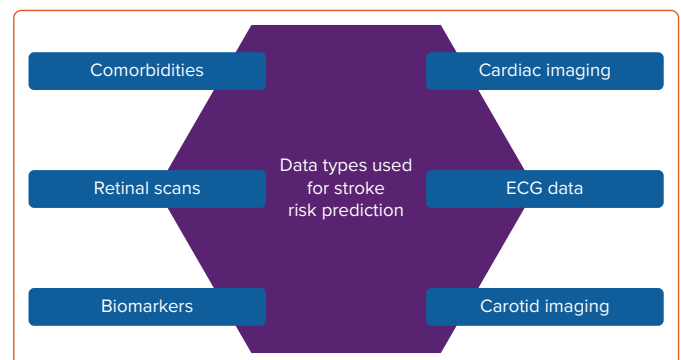 Comorbidities
Cardiac imaging
Data types used
for stroke
risk prediction
Retinal scans
ECG data
Biomarkers
Carotid imaging